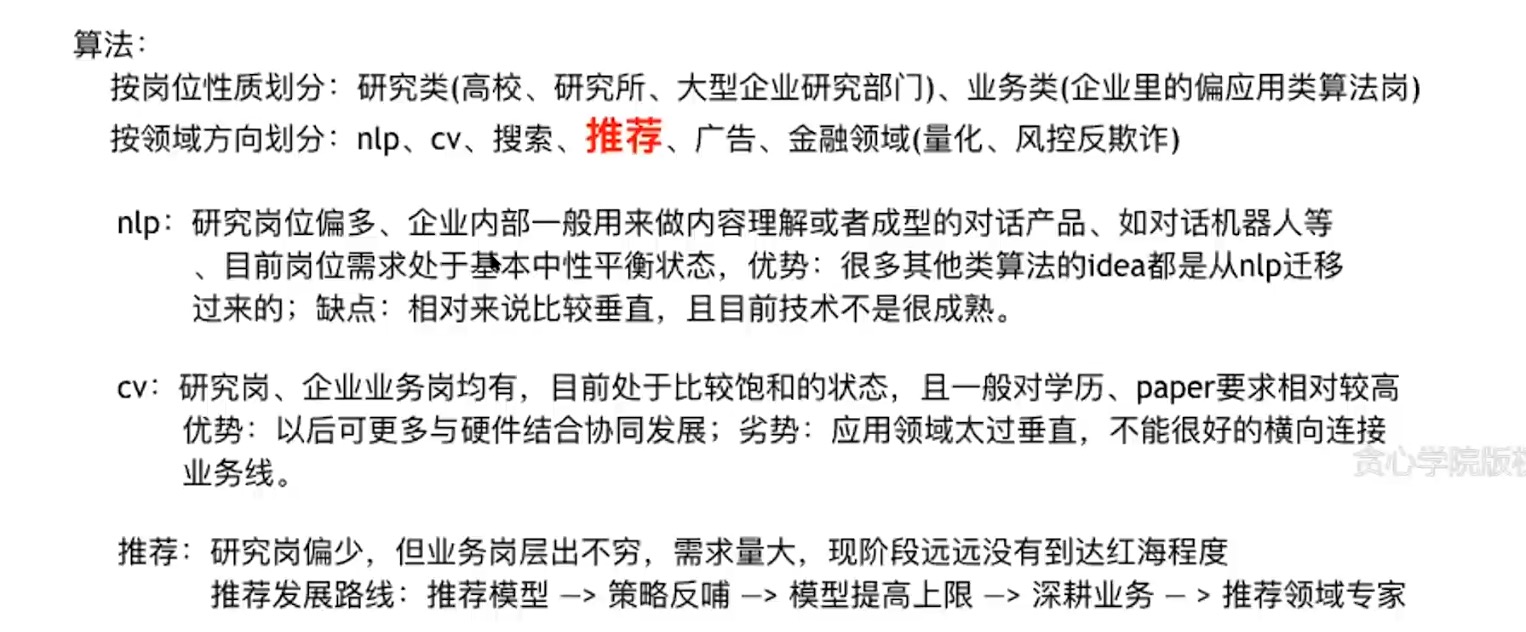 算法：
按岗位性质划分：研究类(高校、研究所、大型企业研究部门)、业务类(企业里的偏应用类算法岗)
按领域方向划分：nlp、cv、搜索、推荐、广告、金融领域(量化、风控反欺诈)
nlp：研究岗位偏多、企业内部一般用来做内容理解或者成型的对话产品、如对话机器人等
、目前岗位需求处于基本中性平衡状态，优势：很多其他类算法的idea都是从nlp迁移
过来的；缺点：相对来说比较垂直，且目前技术不是很成熟。
cv：研究岗、企业业务岗均有，目前处于比较饱和的状态，且一般对学历、paper要求相对较高
优势：以后可更多与硬件结合协同发展；劣势：应用领域太过垂直，不能很好的横向连接
业务线。
贪心学院版权
推荐：研究岗偏少，但业务岗层出不穷，需求量大，现阶段远远没有到达红海程度
推荐发展路线：推荐模型 —> 策略反哺 —> 模型提高上限 —> 深耕业务 — > 推荐领域专家